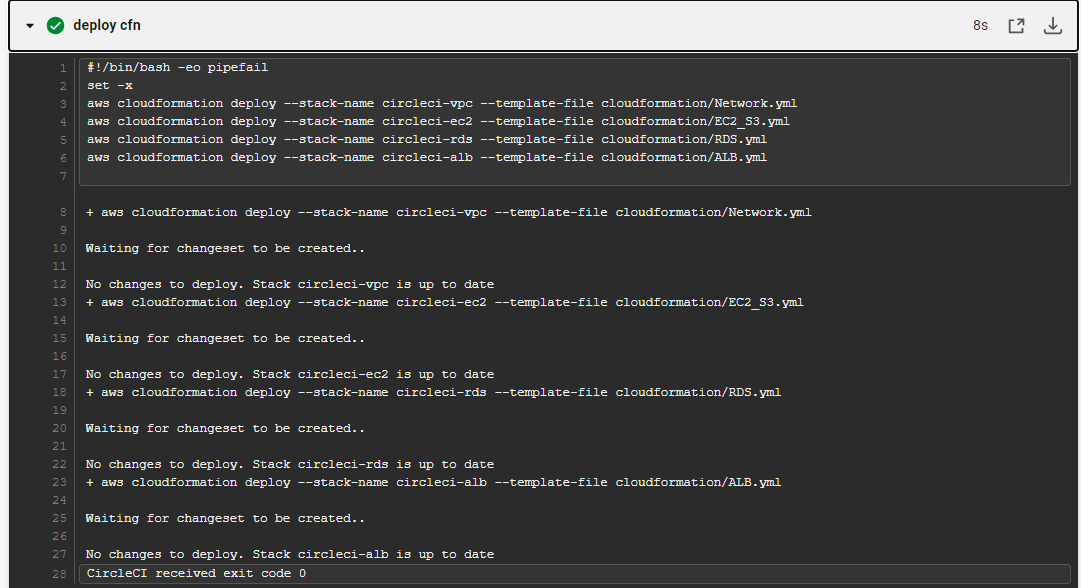 deploy cfn 8s
1 #!/bin/bash -eo pipefail
2 set -x
3 aws cloudformation deploy --stack-name circleci-vpc --template-file cloudformation/Network.yml
4 aws cloudformation deploy --stack-name circleci-ec2 --template-file cloudformation/EC2_S3.yml
5 aws cloudformation deploy --stack-name circleci-rds --template-file cloudformation/RDS.yml
6 aws cloudformation deploy --stack-name circleci-alb --template-file cloudformation/ALB.yml
7
8 + aws cloudformation deploy --stack-name circleci-vpc --template-file cloudformation/Network.yml
9
10 Waiting for changeset to be created..
11
12 No changes to deploy. Stack circleci-vpc is up to date
13 + aws cloudformation deploy --stack-name circleci-ec2 --template-file cloudformation/EC2_S3.yml
14
15 Waiting for changeset to be created..
16
17 No changes to deploy. Stack circleci-ec2 is up to date
18 + aws cloudformation deploy --stack-name circleci-rds --template-file cloudformation/RDS.yml
19
20 Waiting for changeset to be created..
21
22 No changes to deploy. Stack circleci-rds is up to date
23 + aws cloudformation deploy --stack-name circleci-alb --template-file cloudformation/ALB.yml
24
25 Waiting for changeset to be created..
26
27 No changes to deploy. Stack circleci-alb is up to date
28 CircleCI received exit code 0